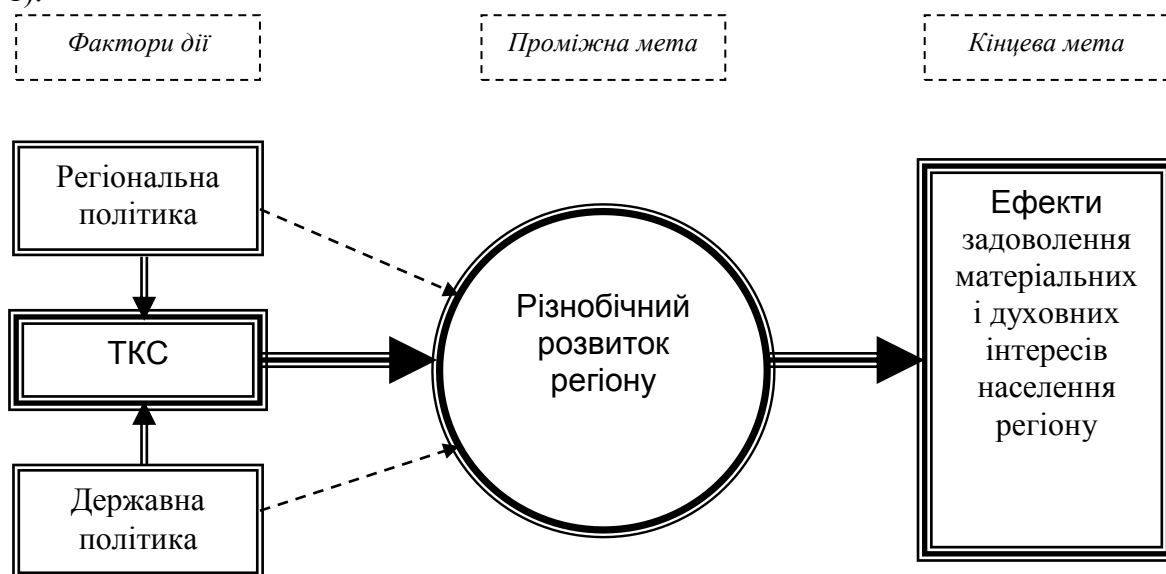 1).
Фактори дії
Проміжна мета
Кінцева мета
Регіональна
політика
ТКС
Державна
політика
Різнобічний
розвиток
регіону
Ефекти
задоволення
матеріальних
і духовних
інтересів
населення
регіону